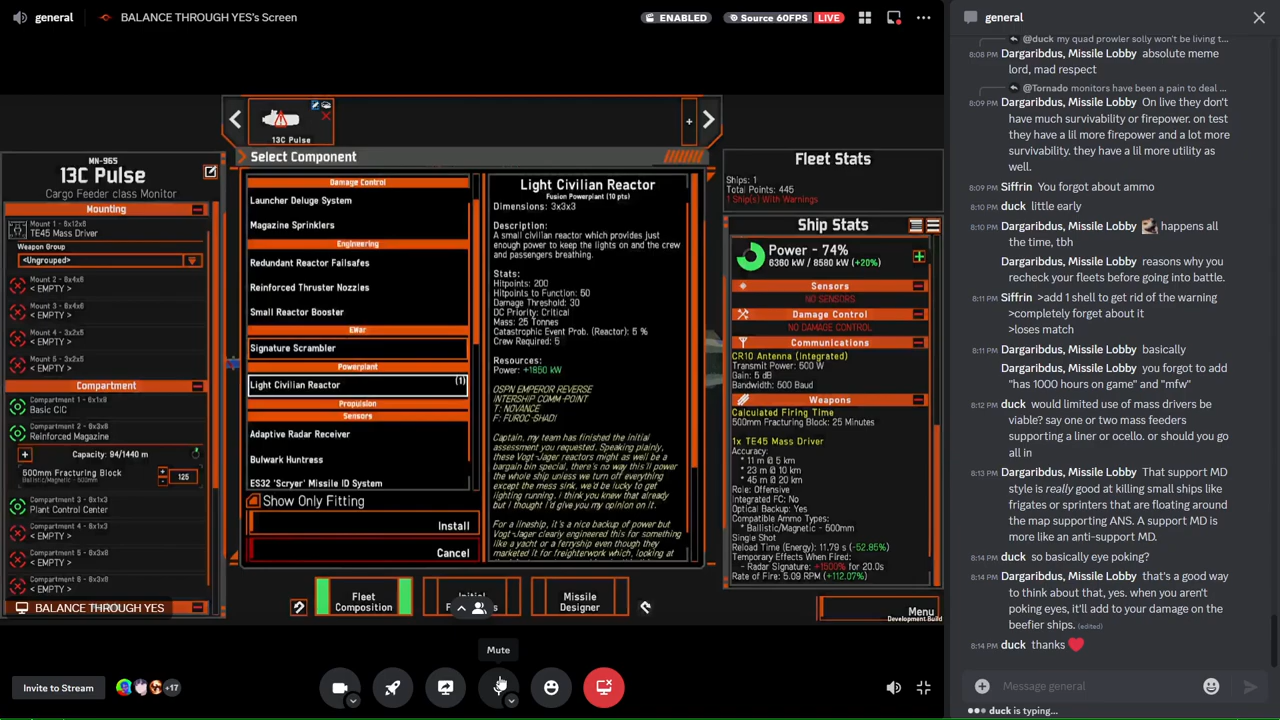 general
BALANCE THROUGH YES's Screen
ENABLED
Source 60FPS
LIVE
13C Pulse
Select Component
MN-965
13C Pulse
Cargo Feeder class Monitor
Mounting
Mount 1 - 8x12x8
TE45 Mass Driver
Weapon Group
<Ungrouped>
Mount 2 - 8x4x6
< EMPTY >
Mount 3 - 6x4x6
< EMPTY >
Mount 4 - 3x2x5
< EMPTY >
Mount 5 - 3x2x5
< EMPTY >
Compartment
Compartment 1 - 6x1x8
Basic CIC
Compartment 2 - 6x3x8
Reinforced Magazine
Capacity: 94/1440 m
500mm Fracturing Block
Ballistic/Magnetic - 500mm
125
Compartment 3 - 8x1x3
Plant Control Center
Compartment 4 - 8x1x3
< EMPTY >
Compartment 5 - 3x3x6
< EMPTY >
Compartment 6 - 6x3x8
< EMPTY >
BALANCE THROUGH YES
Damage Control
Launcher Deluge System
Magazine Sprinklers
Engineering
Redundant Reactor Failsafes
Reinforced Thruster Nozzles
Small Reactor Booster
EWar
Signature Scrambler
Powerplant
Light Civilian Reactor
(1)
Propulsion
Sensors
Adaptive Radar Receiver
Bulwark Huntress
ES32 'Scryer' Missile ID System
Show Only Fitting
Install
Cancel
Light Civilian Reactor
Fusion Powerplant (10 pts)
Dimensions: 3x3x3
Description:
A small civilian reactor which provides just
enough power to keep the lights on and the crew
and passengers breathing.
Stats:
Hitpoints: 200
Hitpoints to Function: 50
Damage Threshold: 30
DC Priority: Critical
Mass: 25 Tonnes
Catastrophic Event Prob. (Reactor): 5 %
Crew Required: 5
Resources:
Power: +1850 kW
OSPN EMPEROR REVERSE
INTERSHIP COMM-POINT
T: NOVANCE
F: FUROC SHADI
Captain, my team has finished the initial
assessment you requested. Speaking plainly,
these Vogt-Jager reactors might as well be a
bargain bin special, there's no way this'll power
the whole ship unless we turn off everything
except the mess sink. we'd be lucky to get
lighting running. I think you knew that already
but I thought I'd give you my opinion on it.
For a lineship, it's a nice backup of power but
Vogt-Jager clearly engineered this for something
like a yacht or a ferryship even though they
marketed it for freighterwork which, looking at
Fleet Stats
Ships: 1
Total Points: 445
1 Ship(s) With Warnings
Ship Stats
Power - 74%
6360 kW / 8580 kW (+20%)
Sensors
NO SENSORS
Damage Control
NO DAMAGE CONTROL
Communications
CR10 Antenna (Integrated)
Transmit Power: 500 W
Gain: 5 dB
Bandwidth: 500 Baud
Weapons
Calculated Firing Time
500mm Fracturing Block: 25 Minutes
1x TE45 Mass Driver
Accuracy:
* 11 m @ 5 km
* 23 m @ 10 km
* 45 m @ 20 km
Role: Offensive
Integrated FC: No
Optical Backup: Yes
Compatible Ammo Types:
- Ballistic/Magnetic - 500mm
Single Shot
Reload Time (Energy): 11.79 s (-52.85%)
Temporary Effects When Fired:
- Radar Signature: +1500% for 20.0s
Rate of Fire: 5.09 RPM (+112.07%)
Fleet
Composition
Initial
Missile
Designer
Menu
Development Build
Mute
Invite to Stream
+17
general
@duck my quad prowler solly won't be living t...
8:08 PM Dargaribdus, Missile Lobby absolute meme
lord, mad respect
@Tornado monitors have been a pain to deal ...
8:09 PM Dargaribdus, Missile Lobby On live they don't
have much survivability or firepower. on test
they have a lil more firepower and a lot more
survivability. they have a lil more utility as
well.
8:09 PM Siffrin You forgot about ammo
8:10 PM duck little early
8:10 PM Dargaribdus, Missile Lobby happens all
the time, tbh
Dargaribdus, Missile Lobby reasons why you
recheck your fleets before going into battle.
8:11 PM Siffrin >add 1 shell to get rid of the warning
>completely forget about it
>loses match
8:11 PM Dargaribdus, Missile Lobby basically
Dargaribdus, Missile Lobby you forgot to add
"has 1000 hours on game" and "mfw"
8:12 PM duck would limited use of mass drivers be
viable? say one or two mass feeders
supporting a liner or ocello. or should you go
all in
8:13 PM Dargaribdus, Missile Lobby That support MD
style is really good at killing small ships like
frigates or sprinters that are floating around
the map supporting ANS. A support MD is
more like an anti-support MD.
8:14 PM duck so basically eye poking?
8:14 PM Dargaribdus, Missile Lobby that's a good way
to think about that, yes. when you aren't
poking eyes, it'll add to your damage on the
beefier ships. (edited)
8:14 PM duck thanks
Message general
duck is typing...